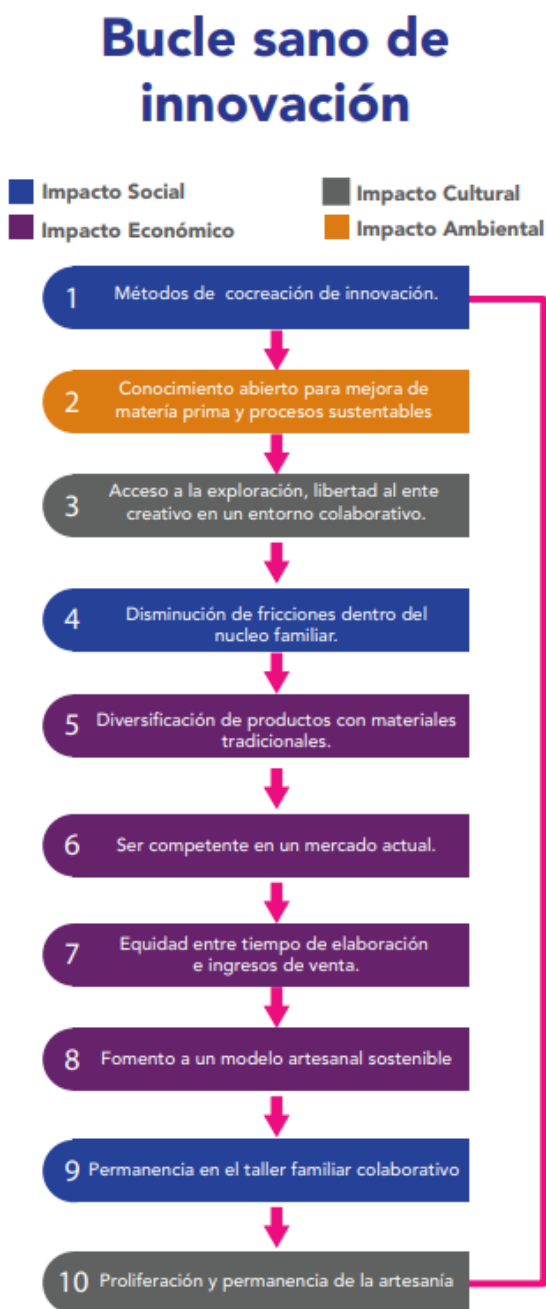 Bucle sano de
innovación
Impacto Social
Impacto Cultural
Impacto Económico
Impacto Ambiental
1 Métodos de cocreación de innovación.
2 Conocimiento abierto para mejora de
matería prima y procesos sustentables
3 Acceso a la exploración, libertad al ente
creativo en un entorno colaborativo.
4 Disminución de fricciones dentro del
nucleo familiar.
5 Diversificación de productos con materiales
tradicionales.
6 Ser competente en un mercado actual.
7 Equidad entre tiempo de elaboración
e ingresos de venta.
8 Fomento a un modelo artesanal sostenible
9 Permanencia en el taller familiar colaborativo
10 Proliferación y permanencia de la artesanía